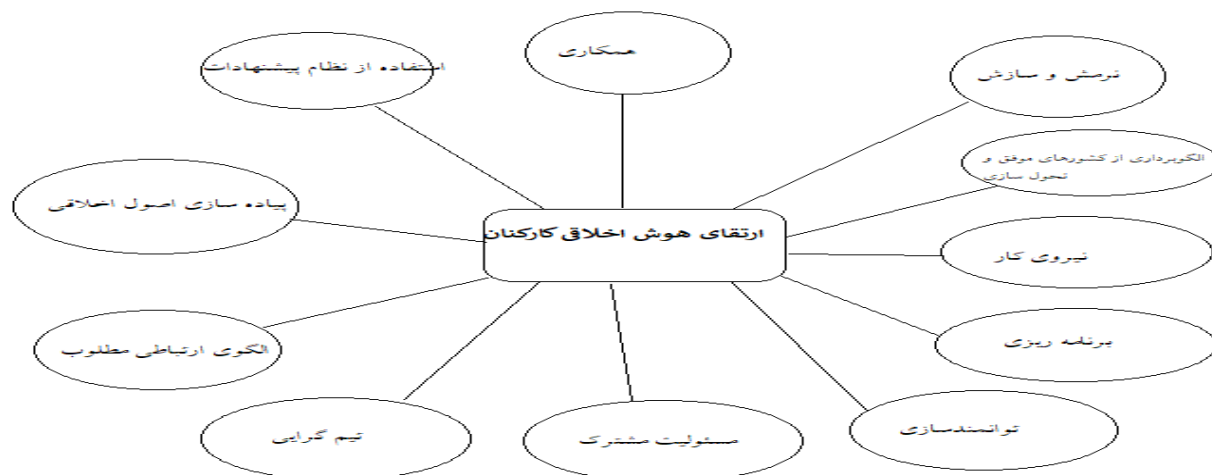 همکاری
استفاده از نظام پیشنهادات
نرمش و سازش
الگوبرداری از کشورهای موفق و
تحول سازی
پیاده سازی اصول اخلاقی
ارتقای هوش اخلاقی کارکنان
نیروی کار
برنامه ریزی
الگوی ارتباطی مطلوب
توانمندسازی
تیم گرایی
مسئولیت مشترک